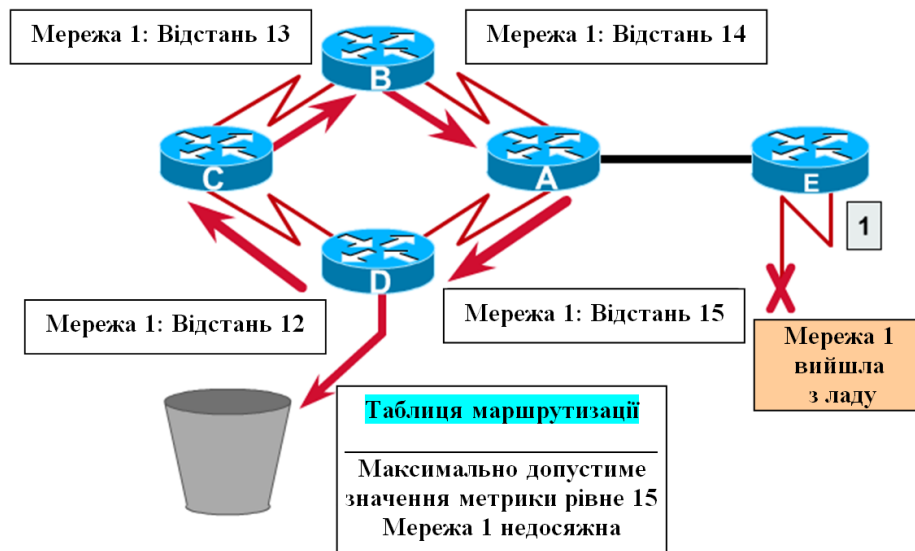 Мережа 1: Відстань 13
Мережа 1: Відстань 14
B
C
A
E
1
D
Мережа 1: Відстань 12
Мережа 1: Відстань 15
Мережа 1
вийшла
з ладу
Таблиця маршрутизації
Максимально допустиме
значення метрики рівне 15
Мережа 1 недосяжна